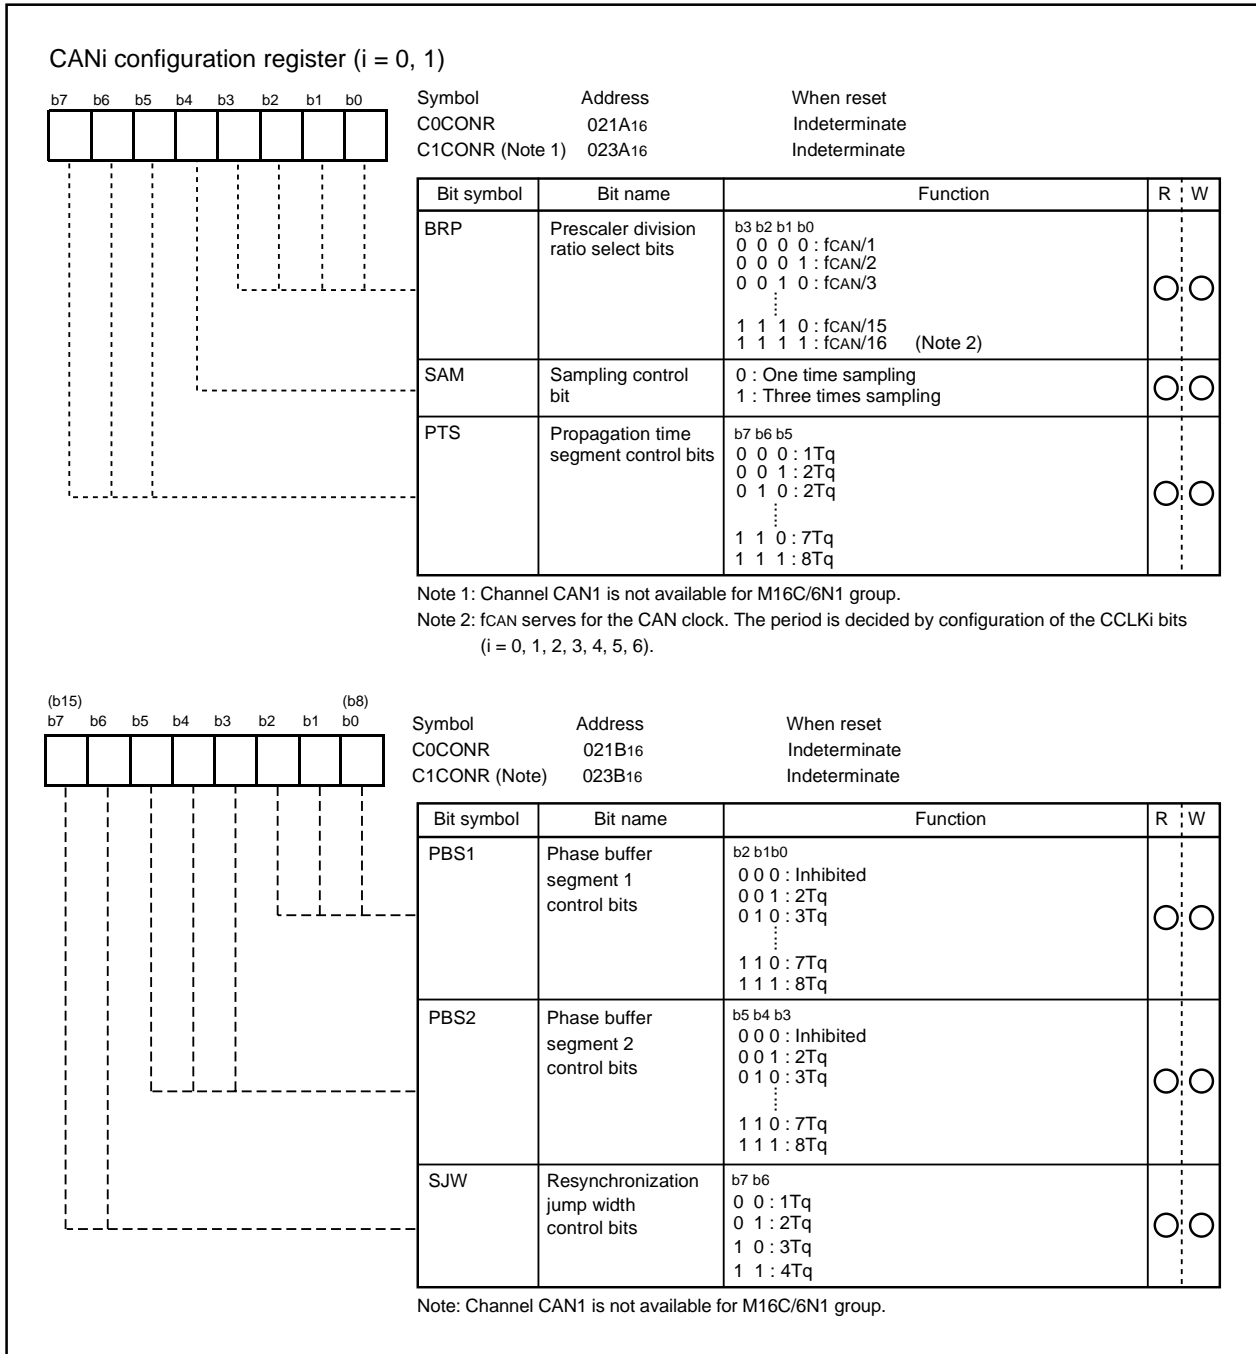 CANi configuration register (i = 0, 1)
b7 b6 b5 b4 b3 b2 b1 b0
Symbol Address When reset
C0CONR 021A16 Indeterminate
C1CONR (Note 1) 023A16 Indeterminate
Bit symbol Bit name Function R W
BRP Prescaler division ratio select bits
b3 b2 b1 b0
0 0 0 0 : fCAN/1
0 0 0 1 : fCAN/2
0 0 1 0 : fCAN/3
1 1 1 0 : fCAN/15
1 1 1 1 : fCAN/16 (Note 2)
SAM Sampling control bit
0 : One time sampling
1 : Three times sampling
PTS Propagation time segment control bits
b7 b6 b5
0 0 0 : 1Tq
0 0 1 : 2Tq
0 1 0 : 2Tq
1 1 0 : 7Tq
1 1 1 : 8Tq
Note 1: Channel CAN1 is not available for M16C/6N1 group.
Note 2: fCAN serves for the CAN clock. The period is decided by configuration of the CCLKi bits
(i = 0, 1, 2, 3, 4, 5, 6).
(b15) (b8)
b7 b6 b5 b4 b3 b2 b1 b0
Symbol Address When reset
C0CONR 021B16 Indeterminate
C1CONR (Note) 023B16 Indeterminate
Bit symbol Bit name Function R W
PBS1 Phase buffer segment 1 control bits
b2 b1b0
0 0 0 : Inhibited
0 0 1 : 2Tq
0 1 0 : 3Tq
1 1 0 : 7Tq
1 1 1 : 8Tq
PBS2 Phase buffer segment 2 control bits
b5 b4 b3
0 0 0 : Inhibited
0 0 1 : 2Tq
0 1 0 : 3Tq
1 1 0 : 7Tq
1 1 1 : 8Tq
SJW Resynchronization jump width control bits
b7 b6
0 0 : 1Tq
0 1 : 2Tq
1 0 : 3Tq
1 1 : 4Tq
Note: Channel CAN1 is not available for M16C/6N1 group.